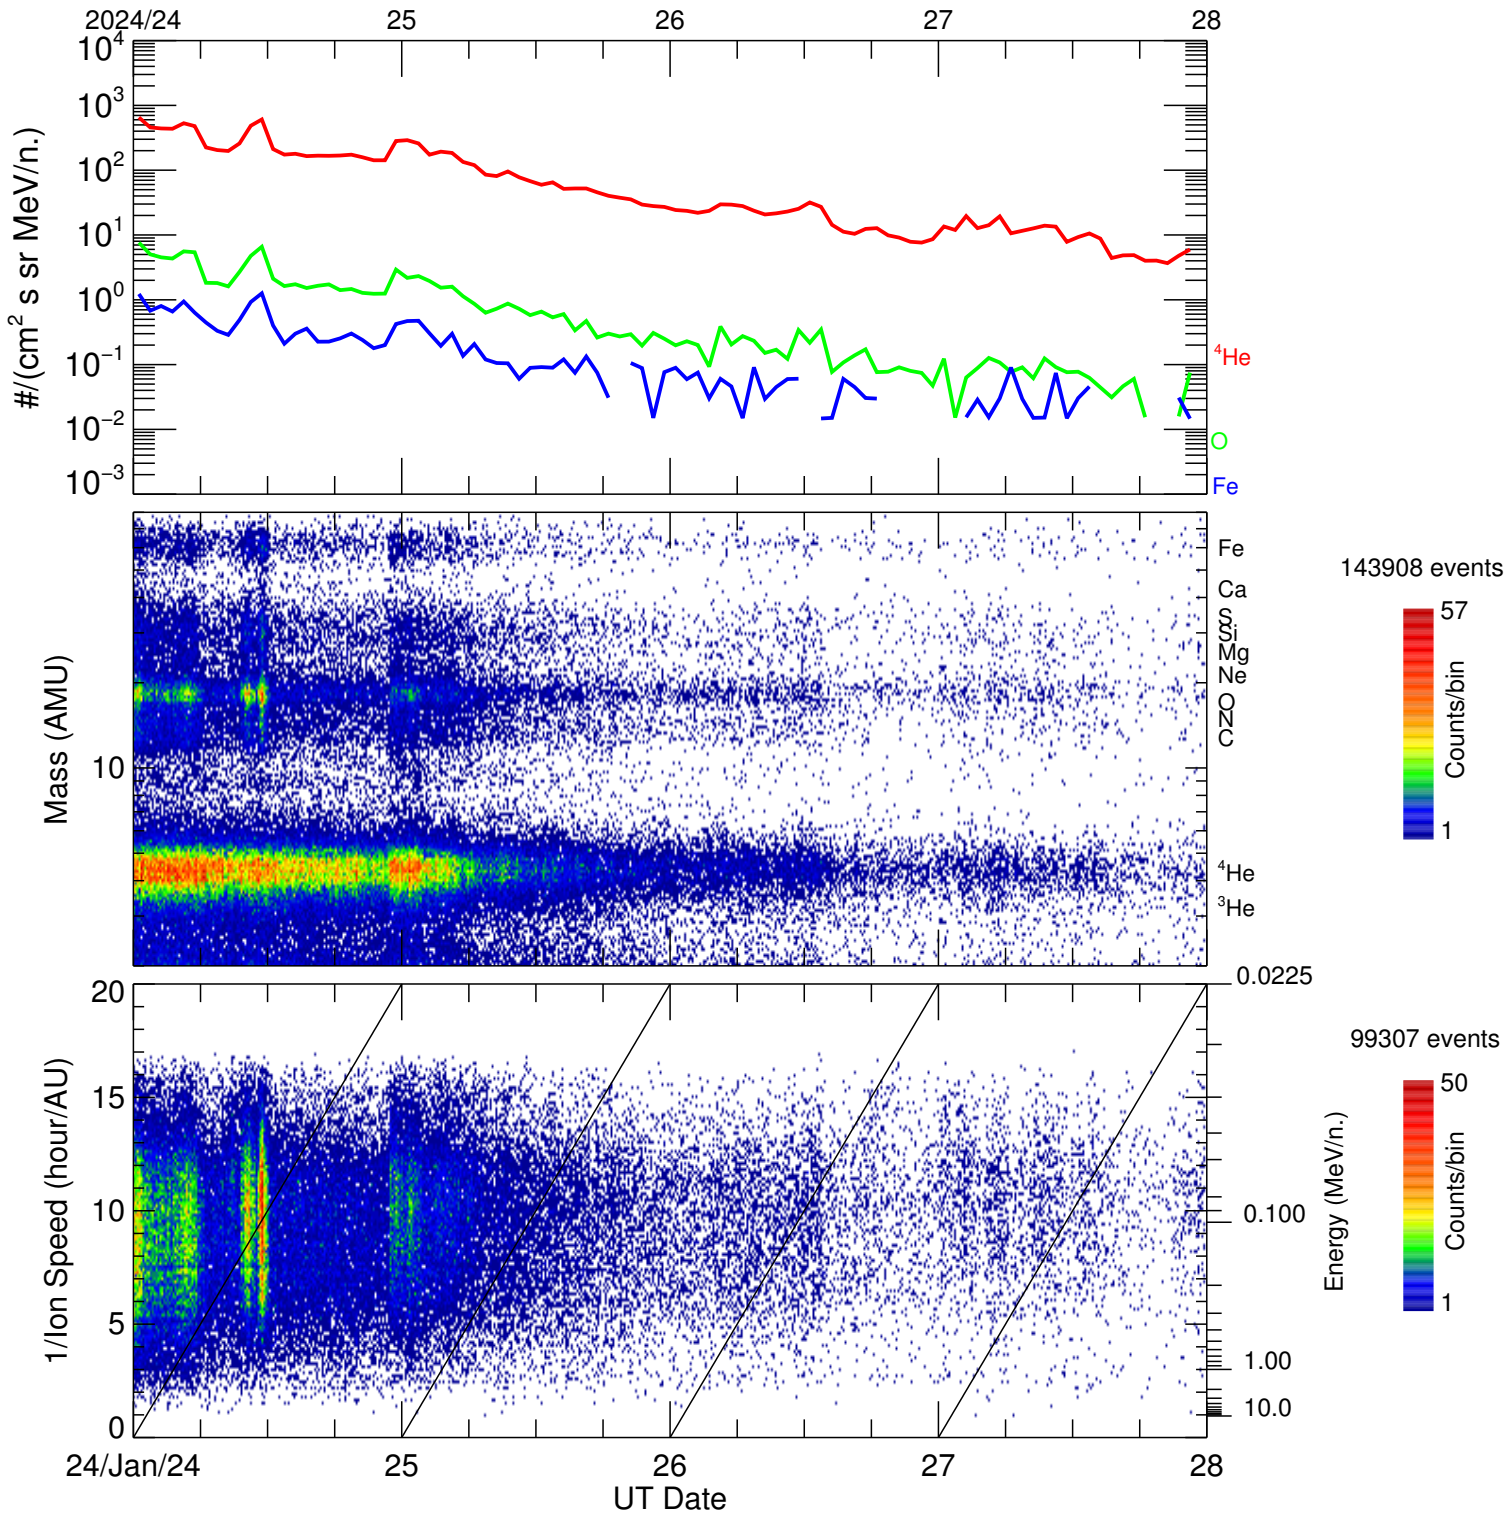 2024/24 25 26 27 28
10^4
10^3
10^2
10^1
10^0
10^−1
10^−2
10^−3
#/(cm^2 s sr MeV/n.)
^4He
O
Fe
Mass (AMU)
10
Fe
Ca
S
Si
Mg
Ne
O
N
C
^4He
^3He
143908 events
57
Counts/bin
1
1/Ion Speed (hour/AU)
20
15
10
5
0
0.0225
0.100
1.00
10.0
Energy (MeV/n.)
99307 events
50
Counts/bin
1
24/Jan/24 25 26 27 28
UT Date